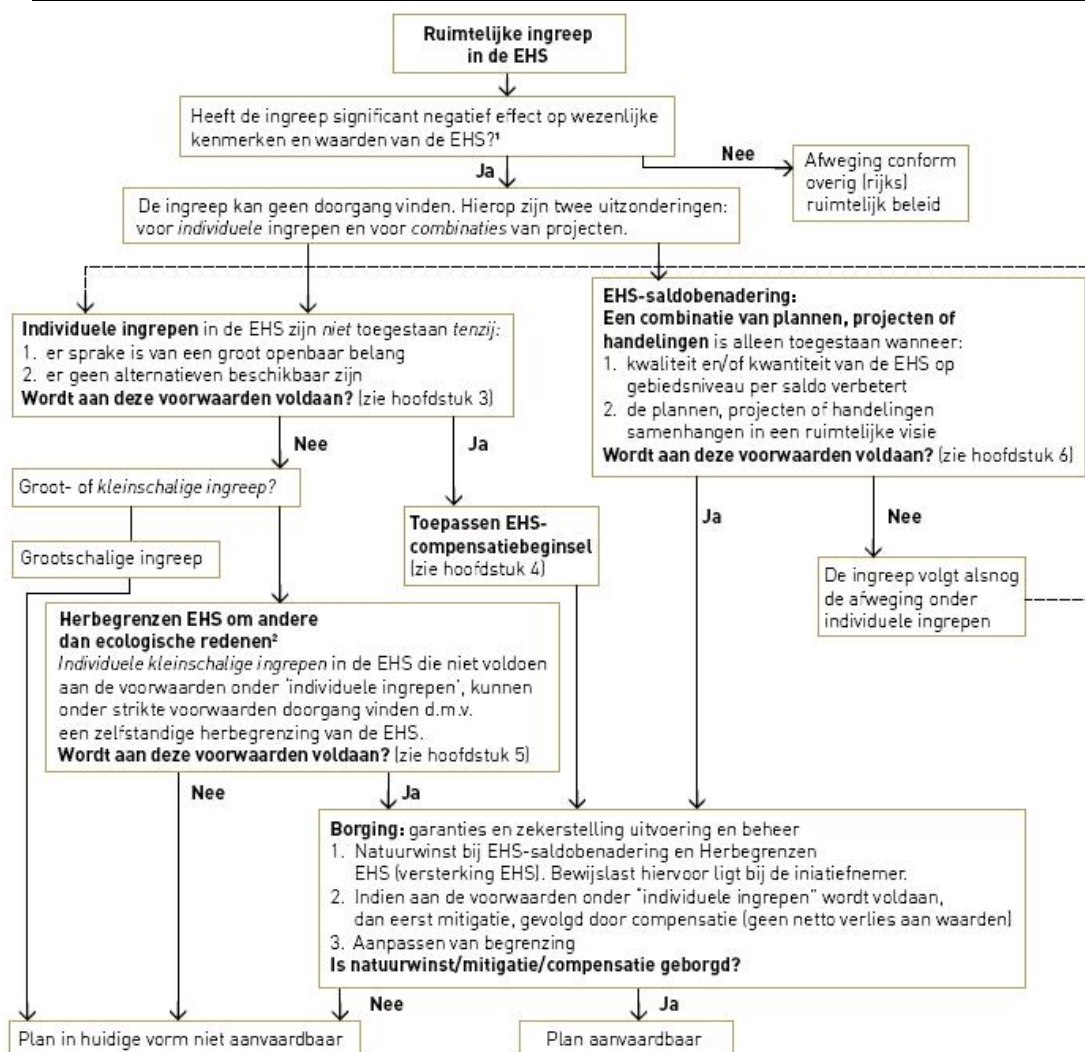 Ruimtelijke ingreep
in de EHS
Heeft de ingreep significant negatief effect op wezenlijke
kenmerken en waarden van de EHS?¹
Nee
Afweging conform
overig (rijks)
ruimtelijk beleid
Ja
De ingreep kan geen doorgang vinden. Hierop zijn twee uitzonderingen:
voor individuele ingrepen en voor combinaties van projecten.
Individuele ingrepen in de EHS zijn niet toegestaan tenzij:
1. er sprake is van een groot openbaar belang
2. er geen alternatieven beschikbaar zijn
Wordt aan deze voorwaarden voldaan? (zie hoofdstuk 3)
EHS-saldobenadering:
Een combinatie van plannen, projecten of
handelingen is alleen toegestaan wanneer:
1. kwaliteit en/of kwantiteit van de EHS op
gebiedsniveau per saldo verbetert
2. de plannen, projecten of handelingen
samenhangen in een ruimtelijke visie
Wordt aan deze voorwaarden voldaan? (zie hoofdstuk 6)
Nee
Ja
Groot- of kleinschalige ingreep?
Grootschalige ingreep
Toepassen EHS-
compensatiebeginsel
(zie hoofdstuk 4)
Ja
Nee
De ingreep volgt alsnog
de afweging onder
individuele ingrepen
Herbegrenzen EHS om andere
dan ecologische redenen²
Individuele kleinschalige ingrepen in de EHS die niet voldoen
aan de voorwaarden onder 'individuele ingrepen', kunnen
onder strikte voorwaarden doorgang vinden d.m.v.
een zelfstandige herbegrenzing van de EHS.
Wordt aan deze voorwaarden voldaan? (zie hoofdstuk 5)
Nee
Ja
Borging: garanties en zekerstelling uitvoering en beheer
1. Natuurwinst bij EHS-saldobenadering en Herbegrenzen
EHS (versterking EHS). Bewijslast hiervoor ligt bij de iniatiefnemer.
2. Indien aan de voorwaarden onder "individuele ingrepen" wordt voldaan,
dan eerst mitigatie, gevolgd door compensatie (geen netto verlies aan waarden)
3. Aanpassen van begrenzing
Is natuurwinst/mitigatie/compensatie geborgd?
Nee
Ja
Plan in huidige vorm niet aanvaardbaar
Plan aanvaardbaar